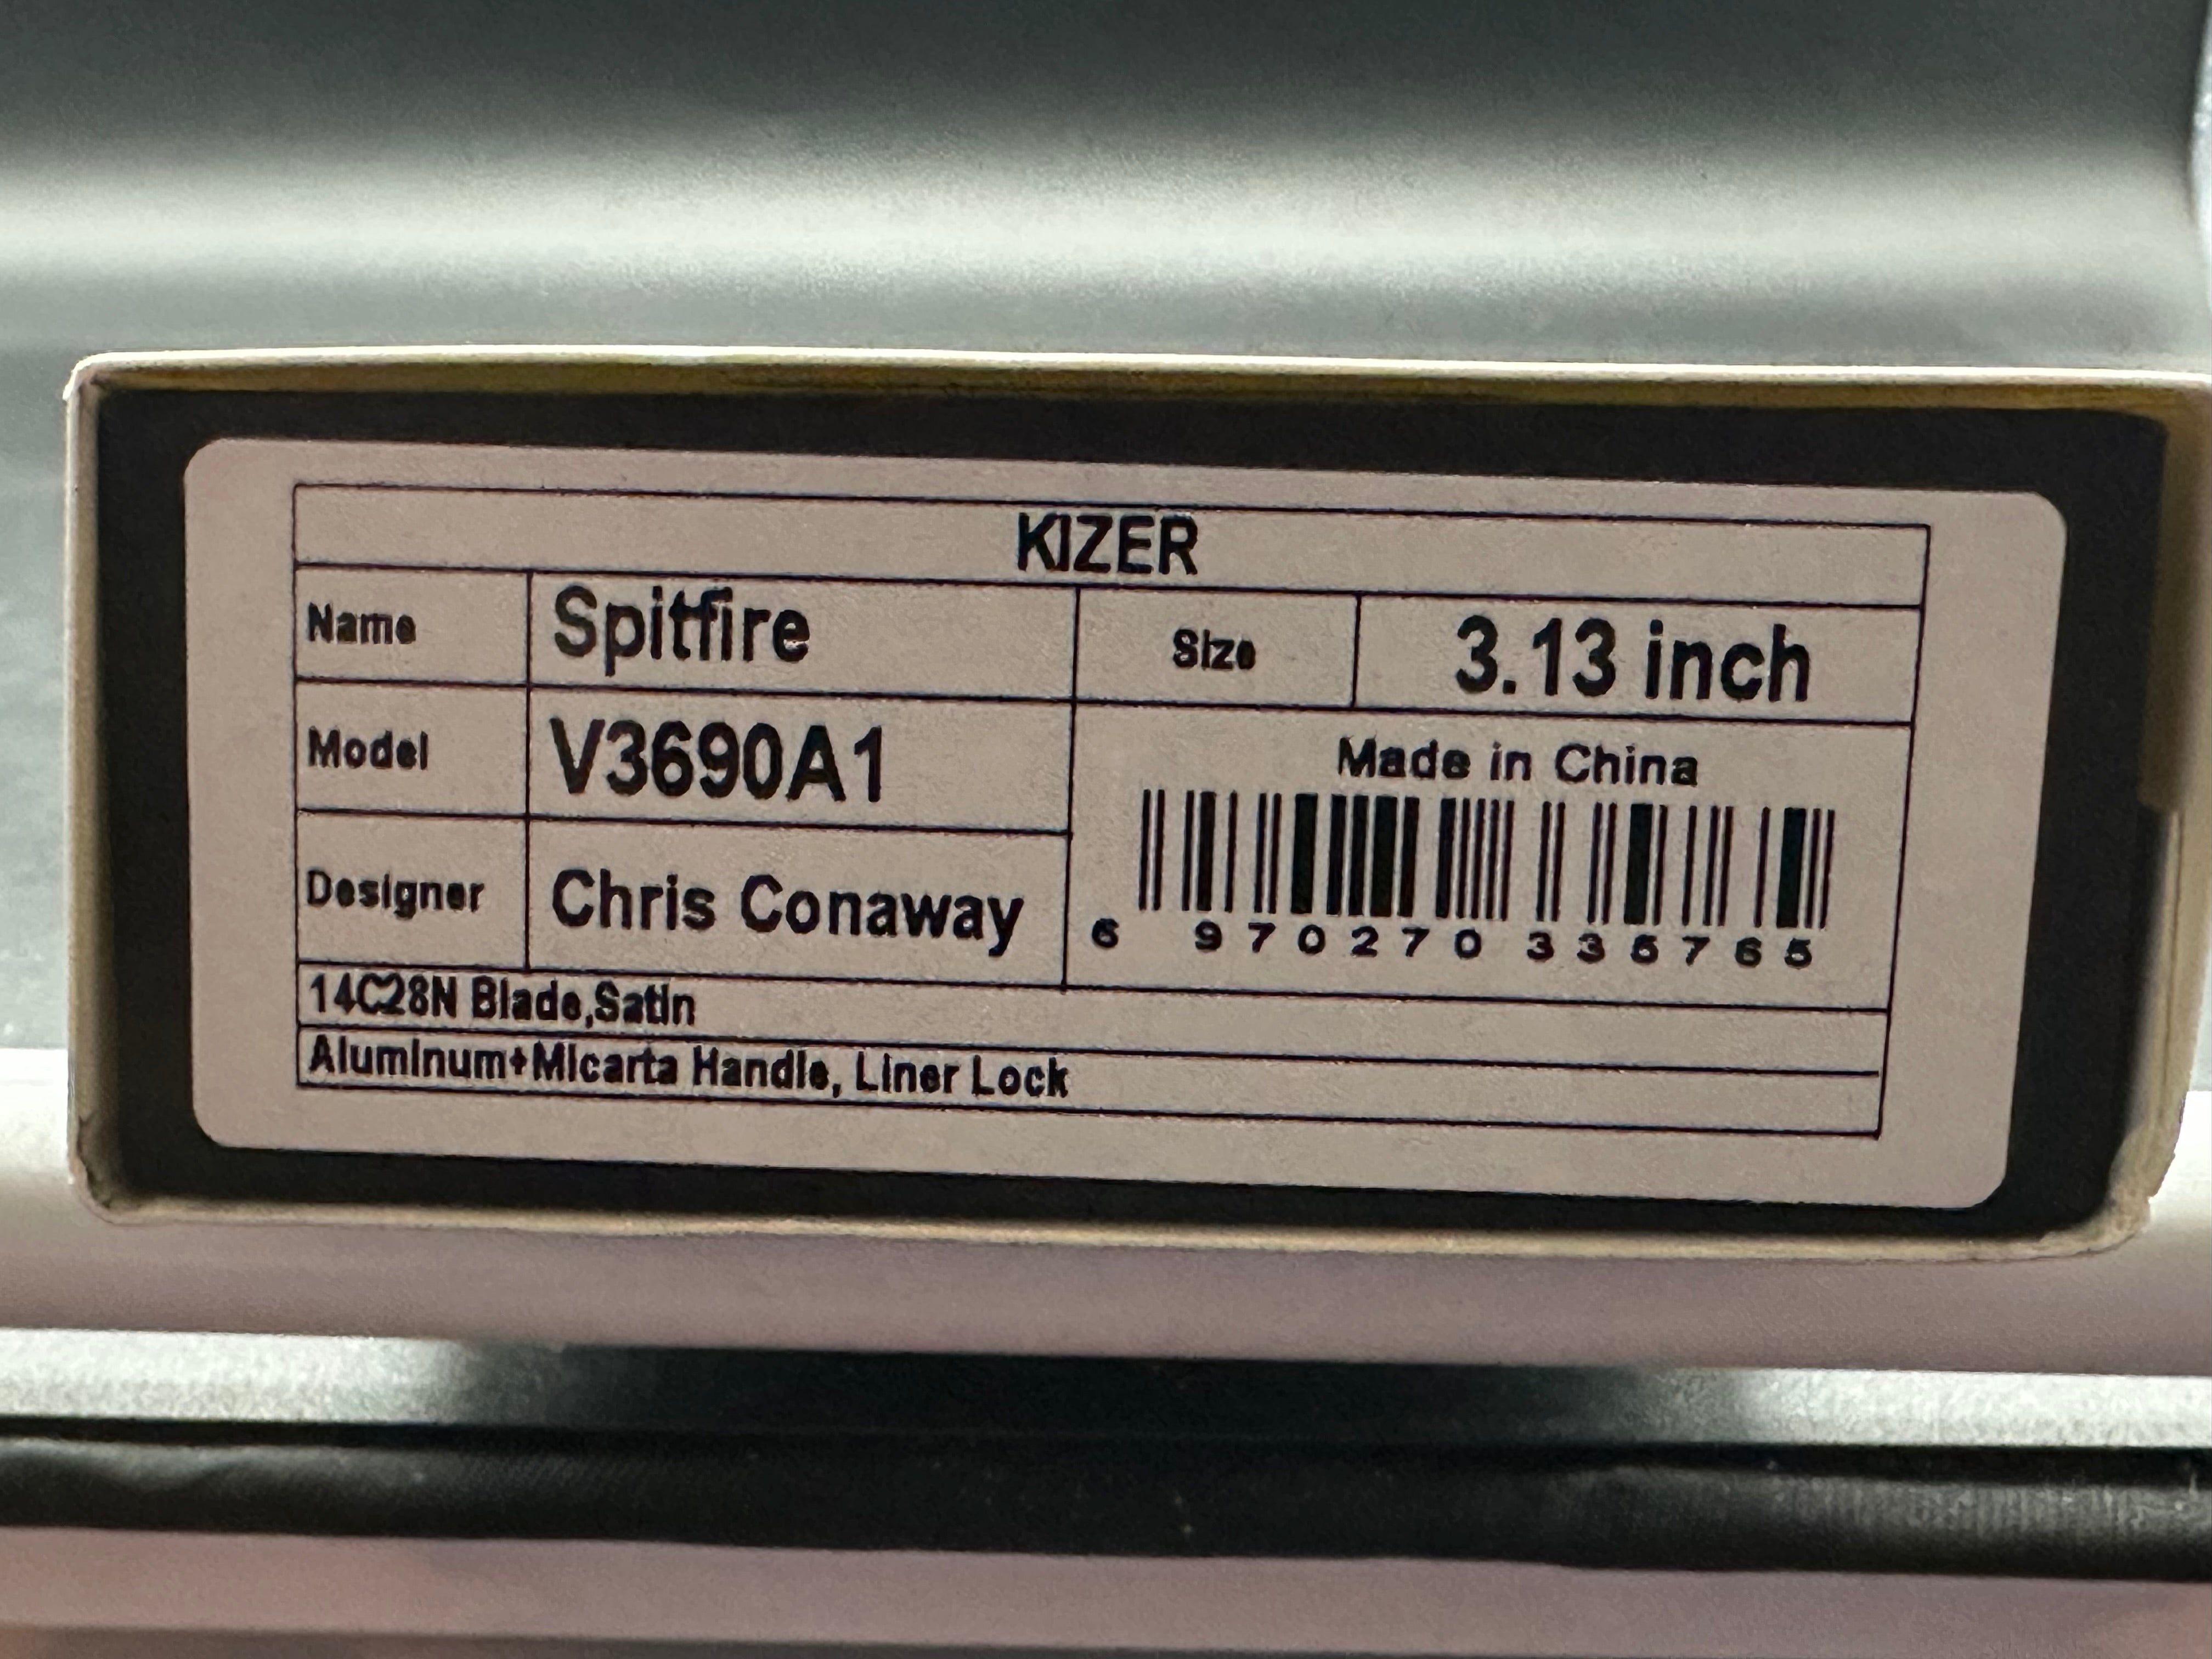 KIZER
Name Spitfire Size 3.13 inch
Model V3690A1
Made in China
Designer Chris Conaway
6 970270 335765
14C28N Blade,Satin
Aluminum+Micarta Handle, Liner Lock